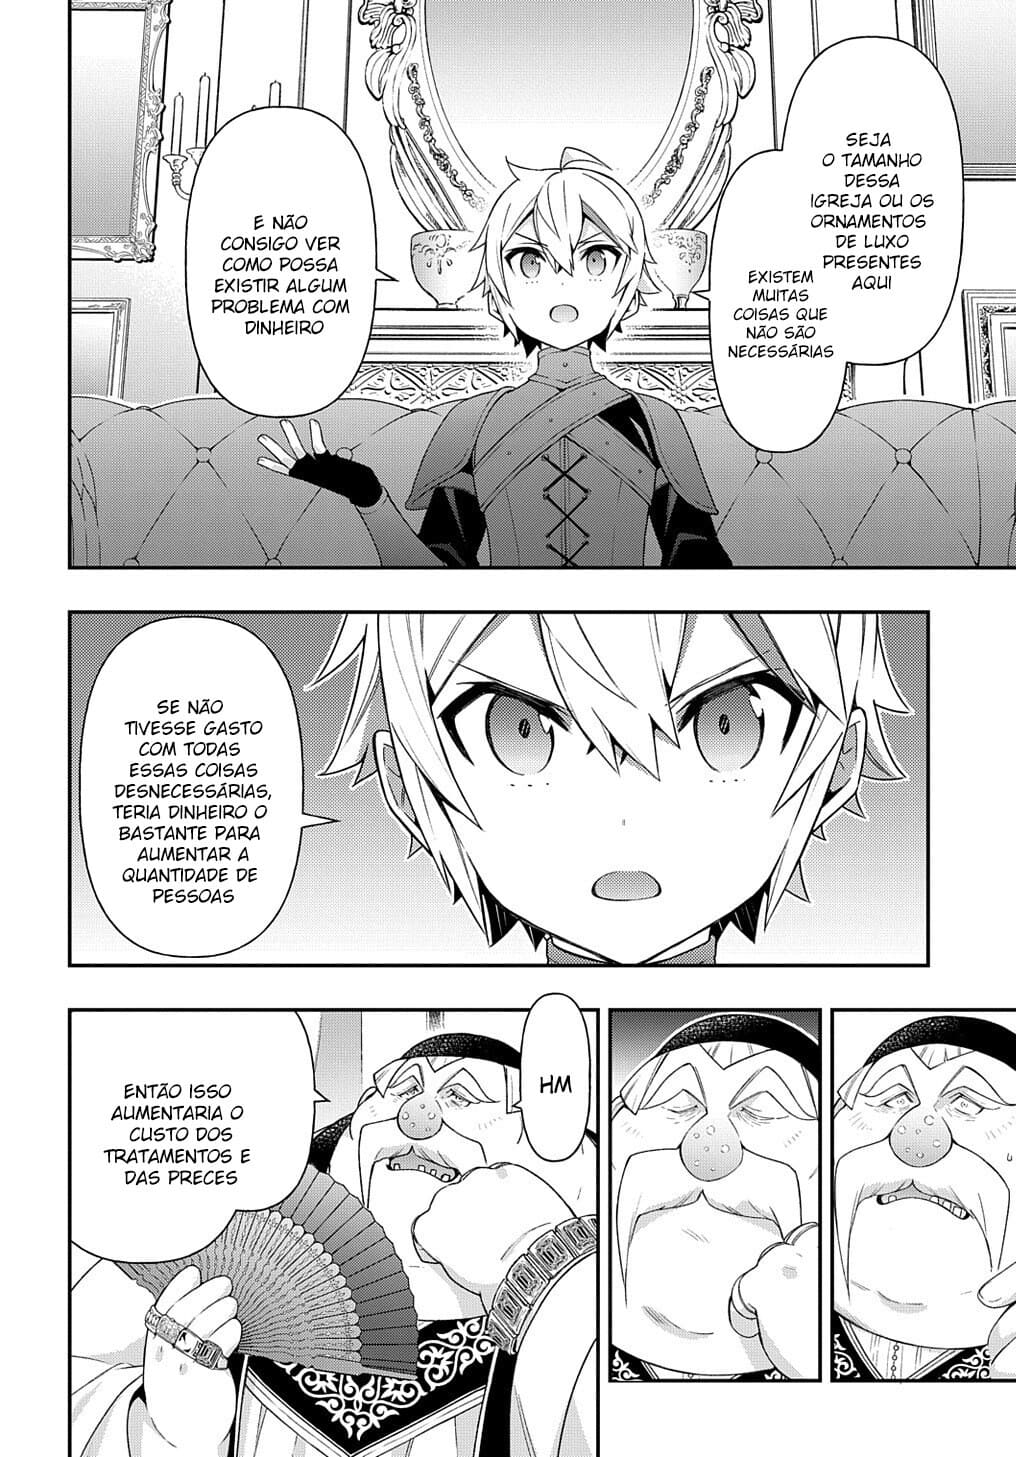 SEJA
O TAMANHO
DESSA
IGREJA OU OS
ORNAMENTOS
DE LUXO
PRESENTES
AQUI
EXISTEM
MUITAS
COISAS QUE
NÃO SÃO
NECESSÁRIAS
E NÃO
CONSIGO VER
COMO POSSA
EXISTIR ALGUM
PROBLEMA COM
DINHEIRO
SE NÃO
TIVESSE GASTO
COM TODAS
ESSAS COISAS
DESNECESSÁRIAS,
TERIA DINHEIRO O
BASTANTE PARA
AUMENTAR A
QUANTIDADE DE
PESSOAS
HM
ENTÃO ISSO
AUMENTARIA O
CUSTO DOS
TRATAMENTOS E
DAS PRECES